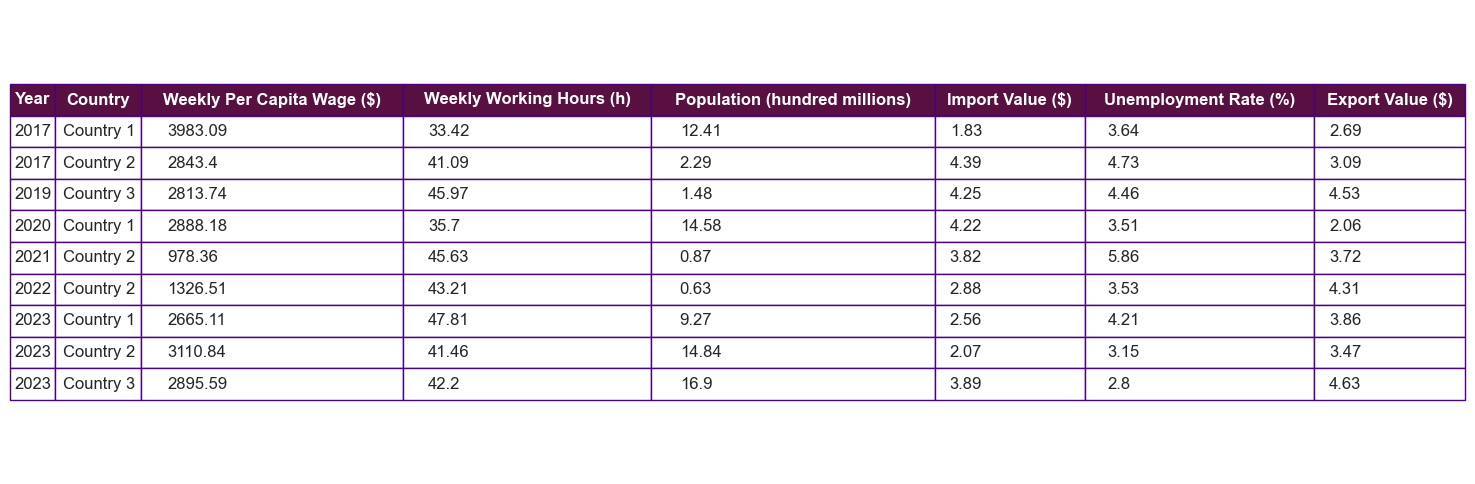 Year Country Weekly Per Capita Wage ($) Weekly Working Hours (h) Population (hundred millions) Import Value ($) Unemployment Rate (%) Export Value ($)
2017 Country 1 3983.09 33.42 12.41 1.83 3.64 2.69
2017 Country 2 2843.4 41.09 2.29 4.39 4.73 3.09
2019 Country 3 2813.74 45.97 1.48 4.25 4.46 4.53
2020 Country 1 2888.18 35.7 14.58 4.22 3.51 2.06
2021 Country 2 978.36 45.63 0.87 3.82 5.86 3.72
2022 Country 2 1326.51 43.21 0.63 2.88 3.53 4.31
2023 Country 1 2665.11 47.81 9.27 2.56 4.21 3.86
2023 Country 2 3110.84 41.46 14.84 2.07 3.15 3.47
2023 Country 3 2895.59 42.2 16.9 3.89 2.8 4.63